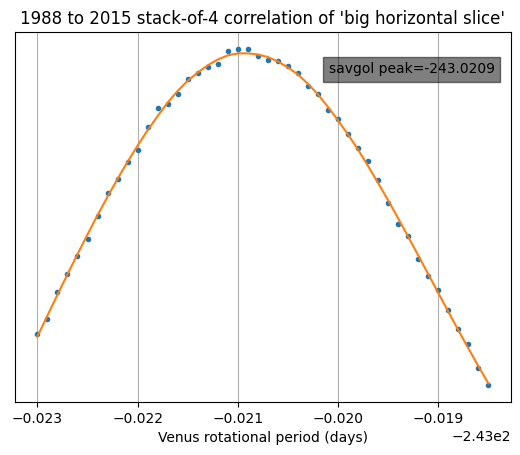 1988 to 2015 stack-of-4 correlation of 'big horizontal slice'
savgol peak=-243.0209
−0.023 −0.022 −0.021 −0.020 −0.019
Venus rotational period (days)
−2.43e2